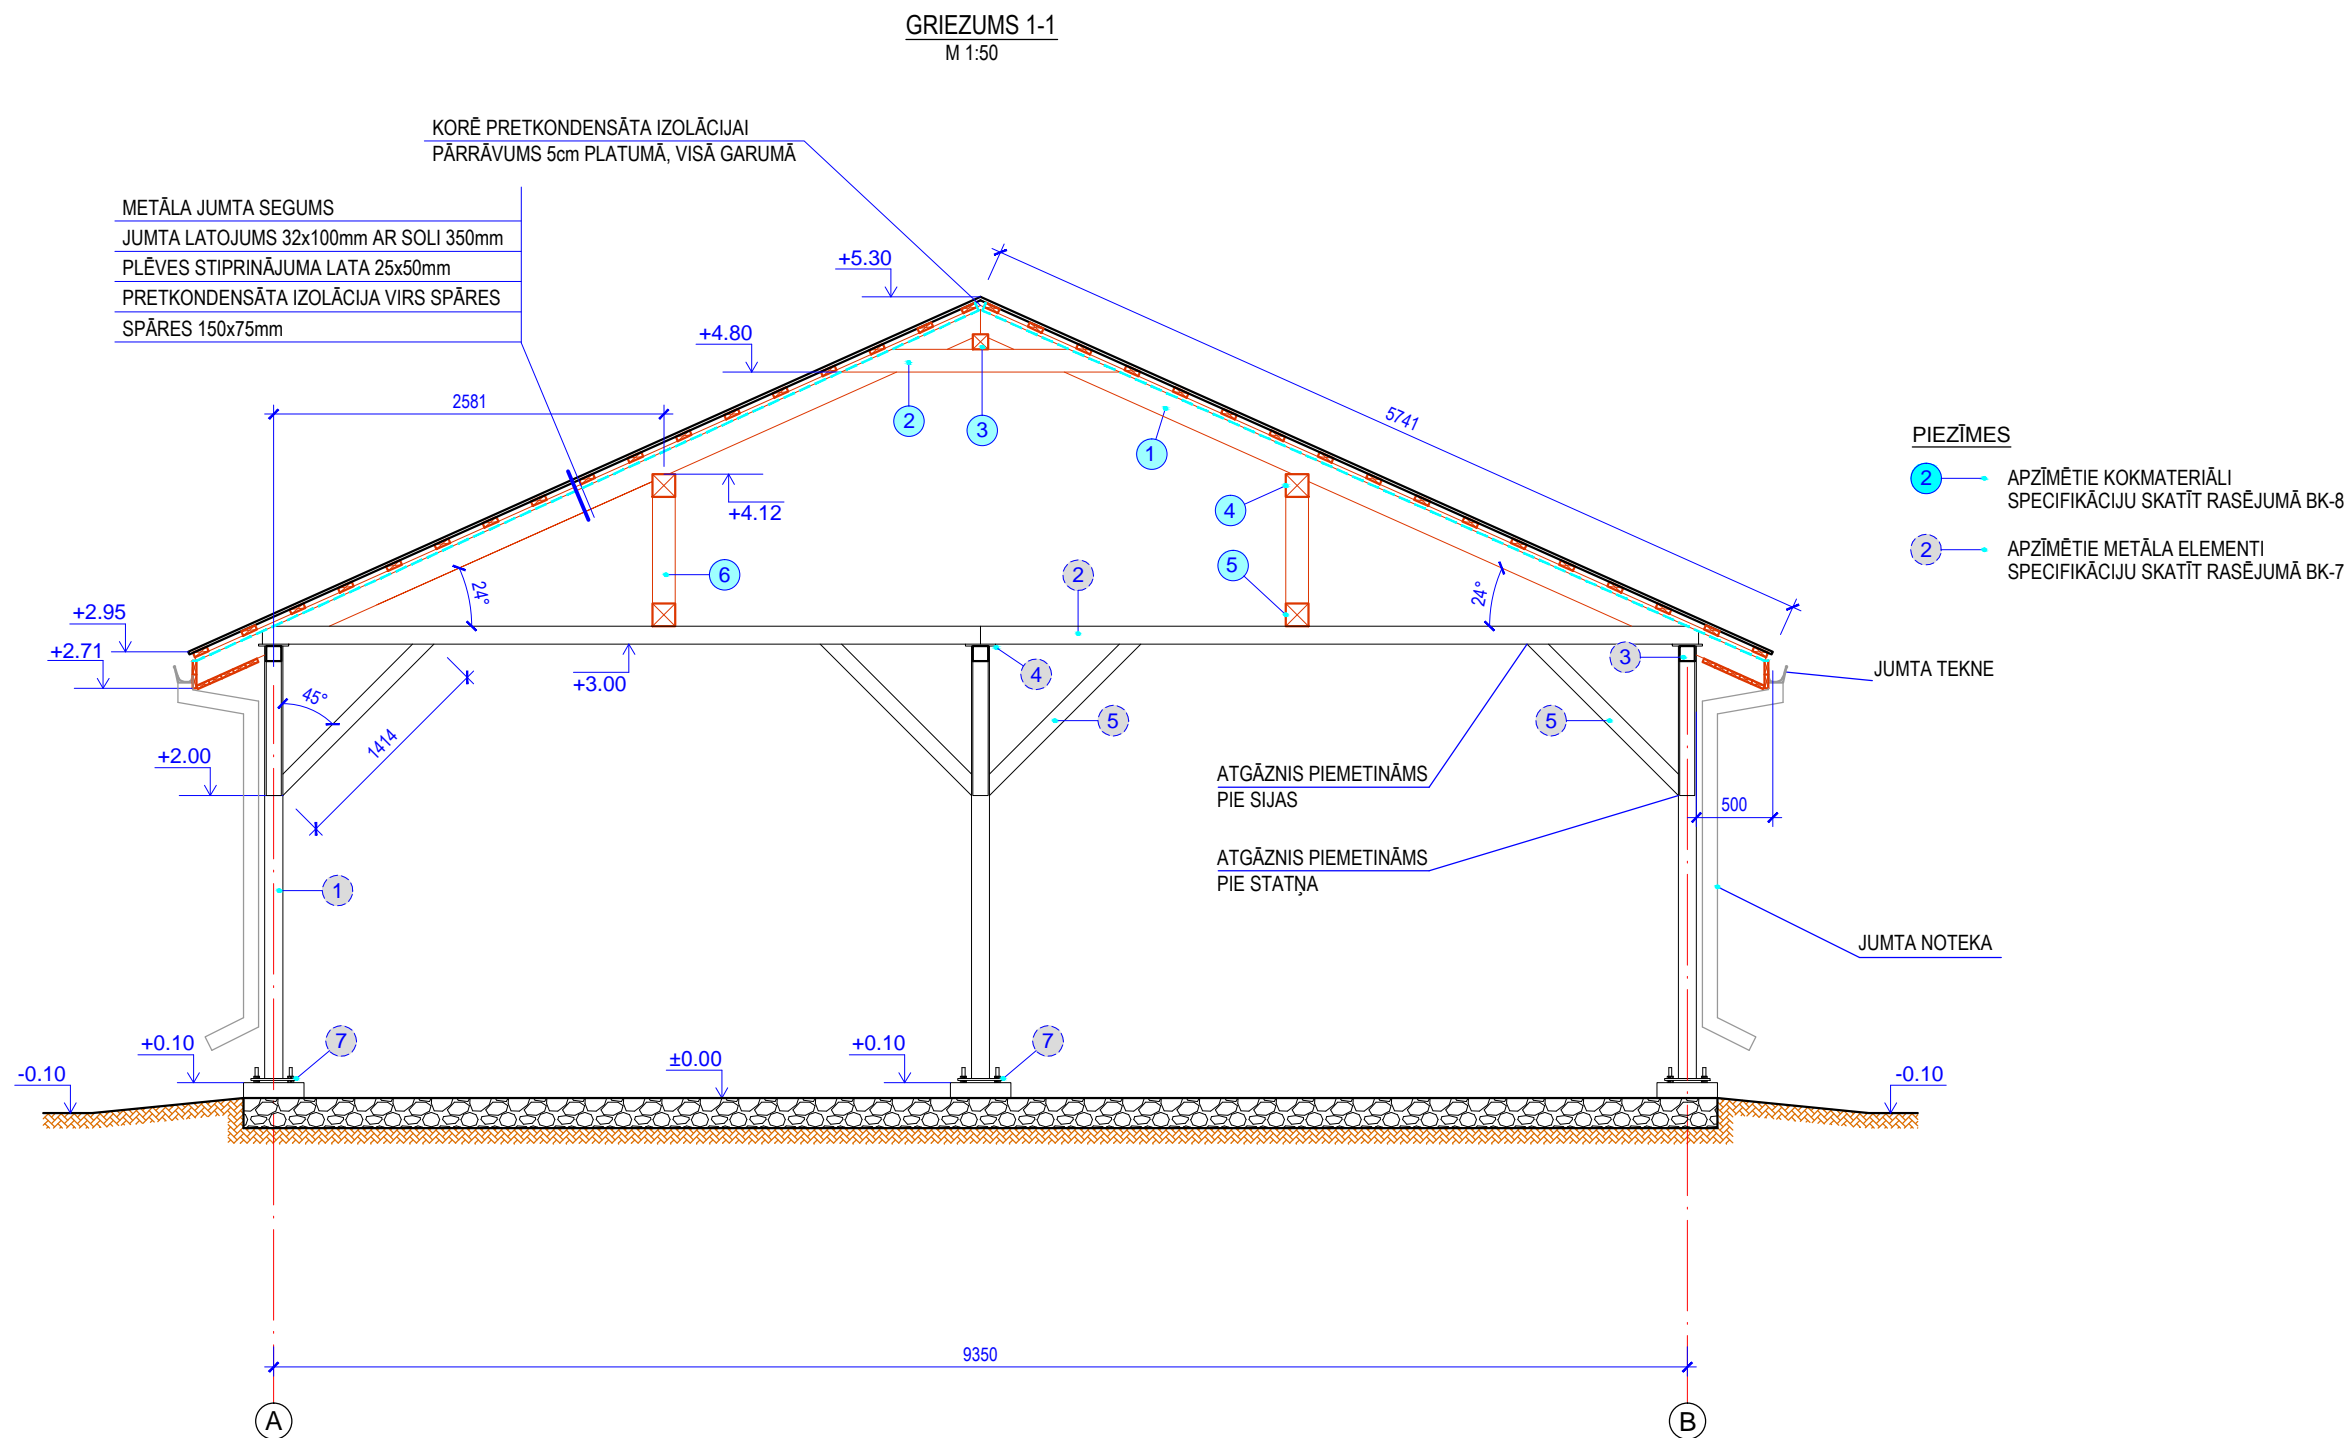 GRIEZUMS 1-1
M 1:50
KORĒ PRETKONDENSĀTA IZOLĀCIJAI
PĀRRĀVUMS 5cm PLATUMĀ, VISĀ GARUMĀ
METĀLA JUMTA SEGUMS
JUMTA LATOJUMS 32x100mm AR SOLI 350mm
PLĒVES STIPRINĀJUMA LATA 25x50mm
PRETKONDENSĀTA IZOLĀCIJA VIRS SPĀRES
SPĀRES 150x75mm
+5.30
+4.80
2581
5741
2
3
1
+4.12
4
6
5
2
24°
24°
+2.95
+2.71
+3.00
4
3
5
5
45°
1414
+2.00
JUMTA TEKNE
ATGĀZNIS PIEMETINĀMS
PIE SIJAS
500
ATGĀZNIS PIEMETINĀMS
PIE STATŅA
1
JUMTA NOTEKA
7
7
+0.10
±0.00
+0.10
-0.10
-0.10
9350
A
B
PIEZĪMES
2
APZĪMĒTIE KOKMATERIĀLI
SPECIFIKĀCIJU SKATĪT RASĒJUMĀ BK-8
2
APZĪMĒTIE METĀLA ELEMENTI
SPECIFIKĀCIJU SKATĪT RASĒJUMĀ BK-7